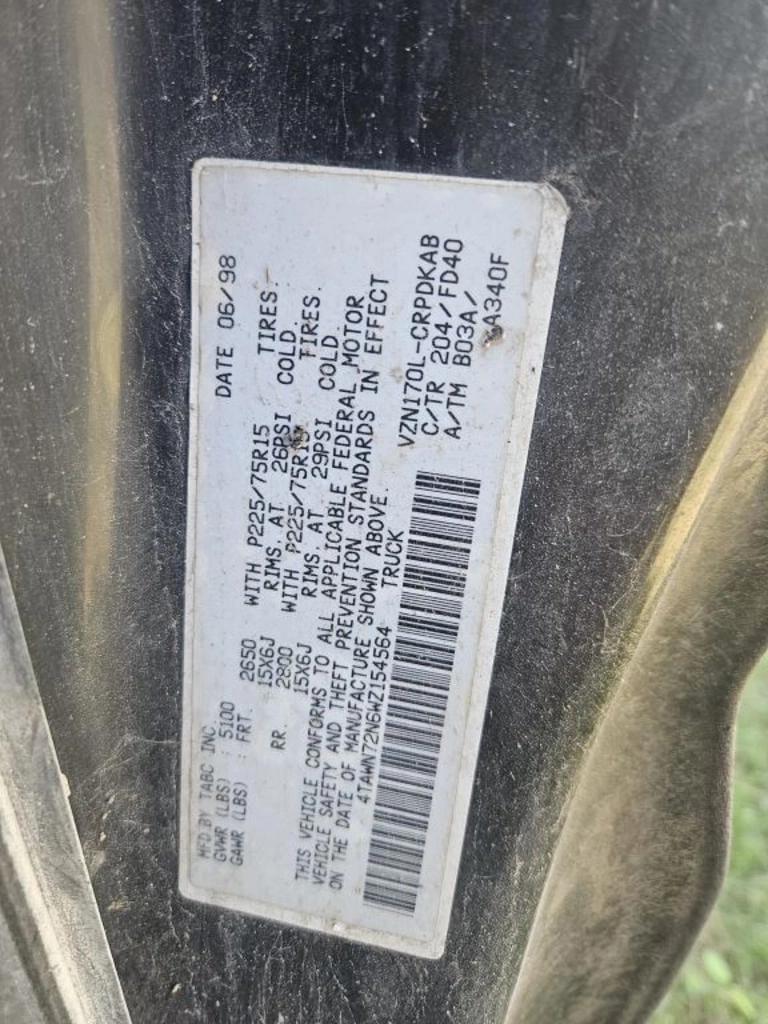 MFD BY TABC INC. DATE 06/98
GVWR (LBS) : 5100
GAWR (LBS) : FRT. 2650 WITH P225/75R15 TIRES.
15X6J RIMS, AT 26PSI COLD.
RR. 2800 WITH P225/75R15 TIRES.
15X6J RIMS, AT 29PSI COLD.
THIS VEHICLE CONFORMS TO ALL APPLICABLE FEDERAL MOTOR
VEHICLE SAFETY AND THEFT PREVENTION STANDARDS IN EFFECT
ON THE DATE OF MANUFACTURE SHOWN ABOVE.
4TAWN72N6WZ154564 TRUCK
VZN170L-CRPDKAB
C/TR 204/FD40
A/TM B03A/
A340F